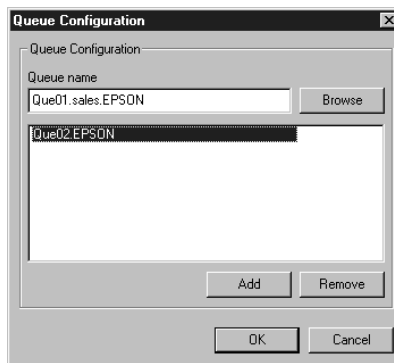 Queue Configuration
Queue Configuration
Queue name
Que01.sales.EPSON
Browse
Que02.EPSON
Add
Remove
OK
Cancel